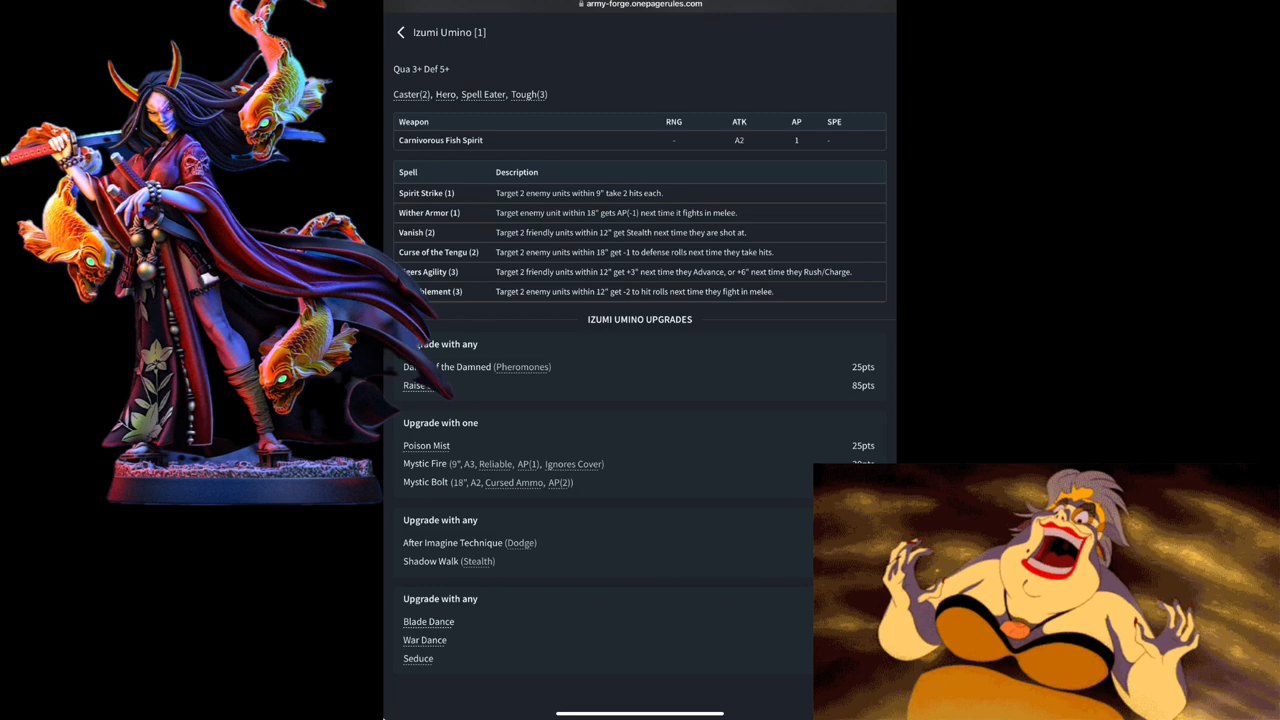 army-forge.onepagerules.com
Izumi Umino [1]
Qua 3+ Def 5+
Caster(2), Hero, Spell Eater, Tough(3)
Weapon RNG ATK AP SPE
Carnivorous Fish Spirit - A2 1 -
Spell Description
Spirit Strike (1) Target 2 enemy units within 9" take 2 hits each.
Wither Armor (1) Target enemy unit within 18" gets AP(-1) next time it fights in melee.
Vanish (2) Target 2 friendly units within 12" get Stealth next time they are shot at.
Curse of the Tengu (2) Target 2 enemy units within 18" get -1 to defense rolls next time they take hits.
Agility (3) Target 2 friendly units within 12" get +3" next time they Advance, or +6" next time they Rush/Charge.
(3) Target 2 enemy units within 12" get -2 to hit rolls next time they fight in melee.
IZUMI UMINO UPGRADES
with any
of the Damned (Pheromones) 25pts
Raise 85pts
Upgrade with one
Poison Mist 25pts
Mystic Fire (9", A3, Reliable, AP(1), Ignores Cover)
Mystic Bolt (18", A2, Cursed Ammo, AP(2))
Upgrade with any
After Imagine Technique (Dodge)
Shadow Walk (Stealth)
Upgrade with any
Blade Dance
War Dance
Seduce